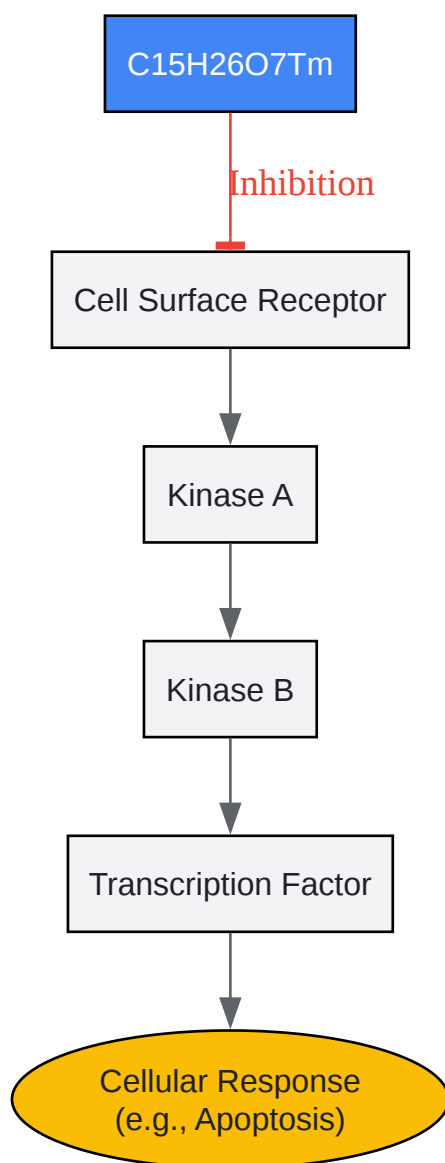 C15H26O7Tm
Inhibition
Cell Surface Receptor
Kinase A
Kinase B
Transcription Factor
Cellular Response
(e.g., Apoptosis)